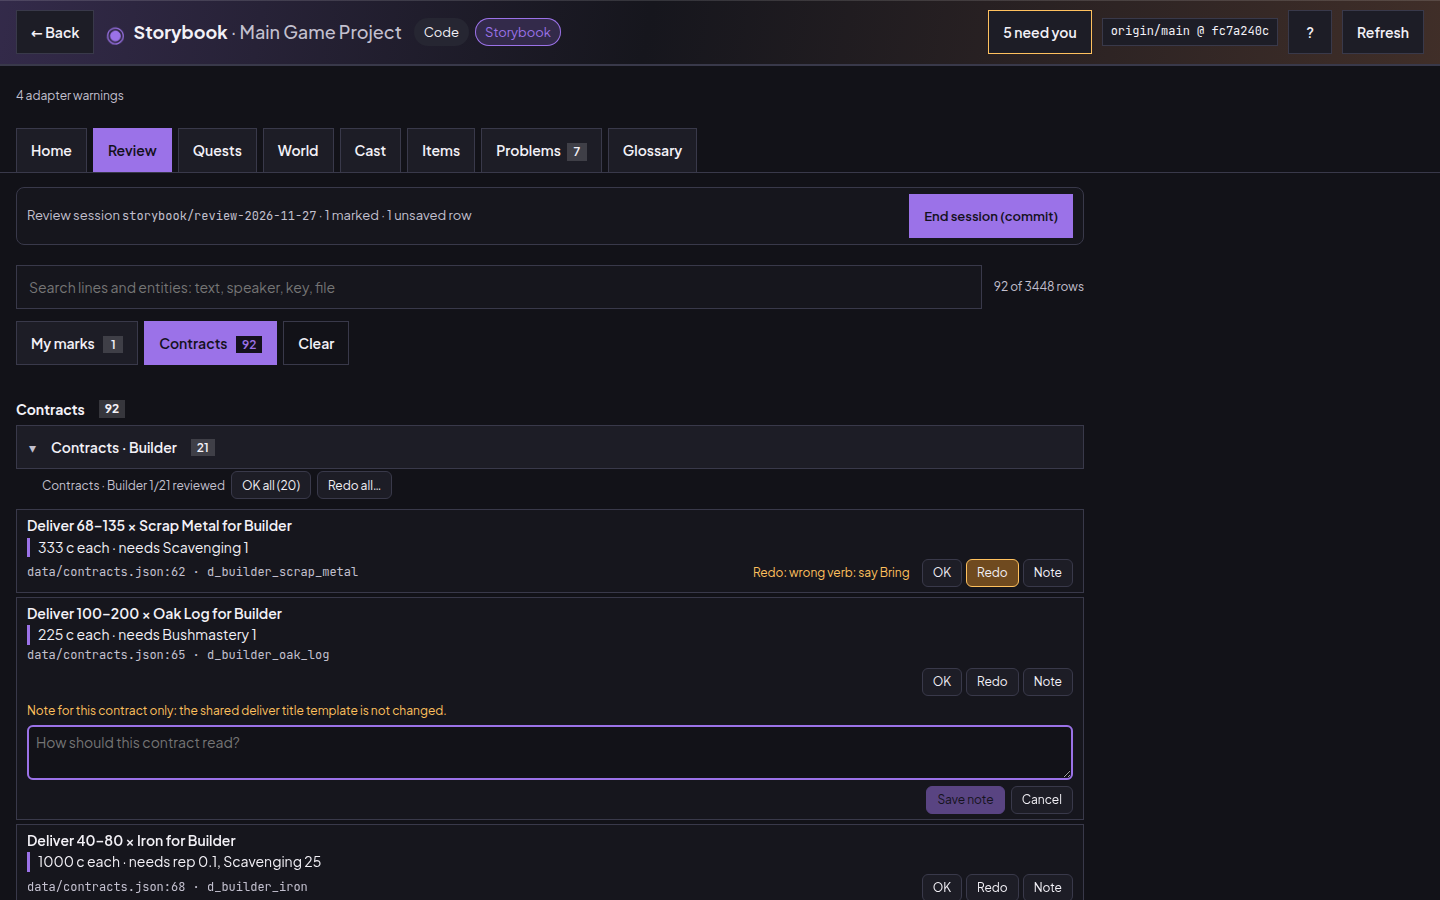 ← Back
Storybook · Main Game Project
Code
Storybook
5 need you
origin/main @ fc7a240c
?
Refresh
4 adapter warnings
Home
Review
Quests
World
Cast
Items
Problems 7
Glossary
Review session storybook/review-2026-11-27 · 1 marked · 1 unsaved row
End session (commit)
Search lines and entities: text, speaker, key, file
92 of 3448 rows
My marks 1
Contracts 92
Clear
Contracts 92
▼ Contracts · Builder 21
Contracts · Builder 1/21 reviewed
OK all (20)
Redo all…
Deliver 68–135 × Scrap Metal for Builder
333 c each · needs Scavenging 1
data/contracts.json:62 · d_builder_scrap_metal
Redo: wrong verb: say Bring
OK
Redo
Note
Deliver 100–200 × Oak Log for Builder
225 c each · needs Bushmastery 1
data/contracts.json:65 · d_builder_oak_log
OK
Redo
Note
Note for this contract only: the shared deliver title template is not changed.
How should this contract read?
Save note
Cancel
Deliver 40–80 × Iron for Builder
1000 c each · needs rep 0.1, Scavenging 25
data/contracts.json:68 · d_builder_iron
OK
Redo
Note